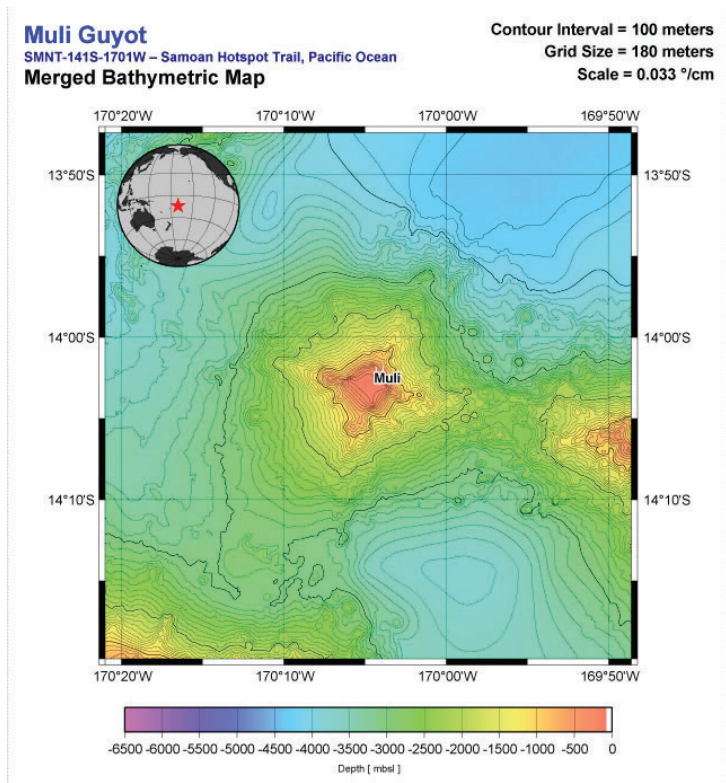 Muli Guyot
SMNT-141S-1701W – Samoan Hotspot Trail, Pacific Ocean
Merged Bathymetric Map
Contour Interval = 100 meters
Grid Size = 180 meters
Scale = 0.033 °/cm
170°20'W 170°10'W 170°00'W 169°50'W
13°50'S 13°50'S
14°00'S 14°00'S
Muli
14°10'S 14°10'S
170°20'W 170°10'W 170°00'W 169°50'W
-6500 -6000 -5500 -5000 -4500 -4000 -3500 -3000 -2500 -2000 -1500 -1000 -500 0
Depth [ mbsl ]